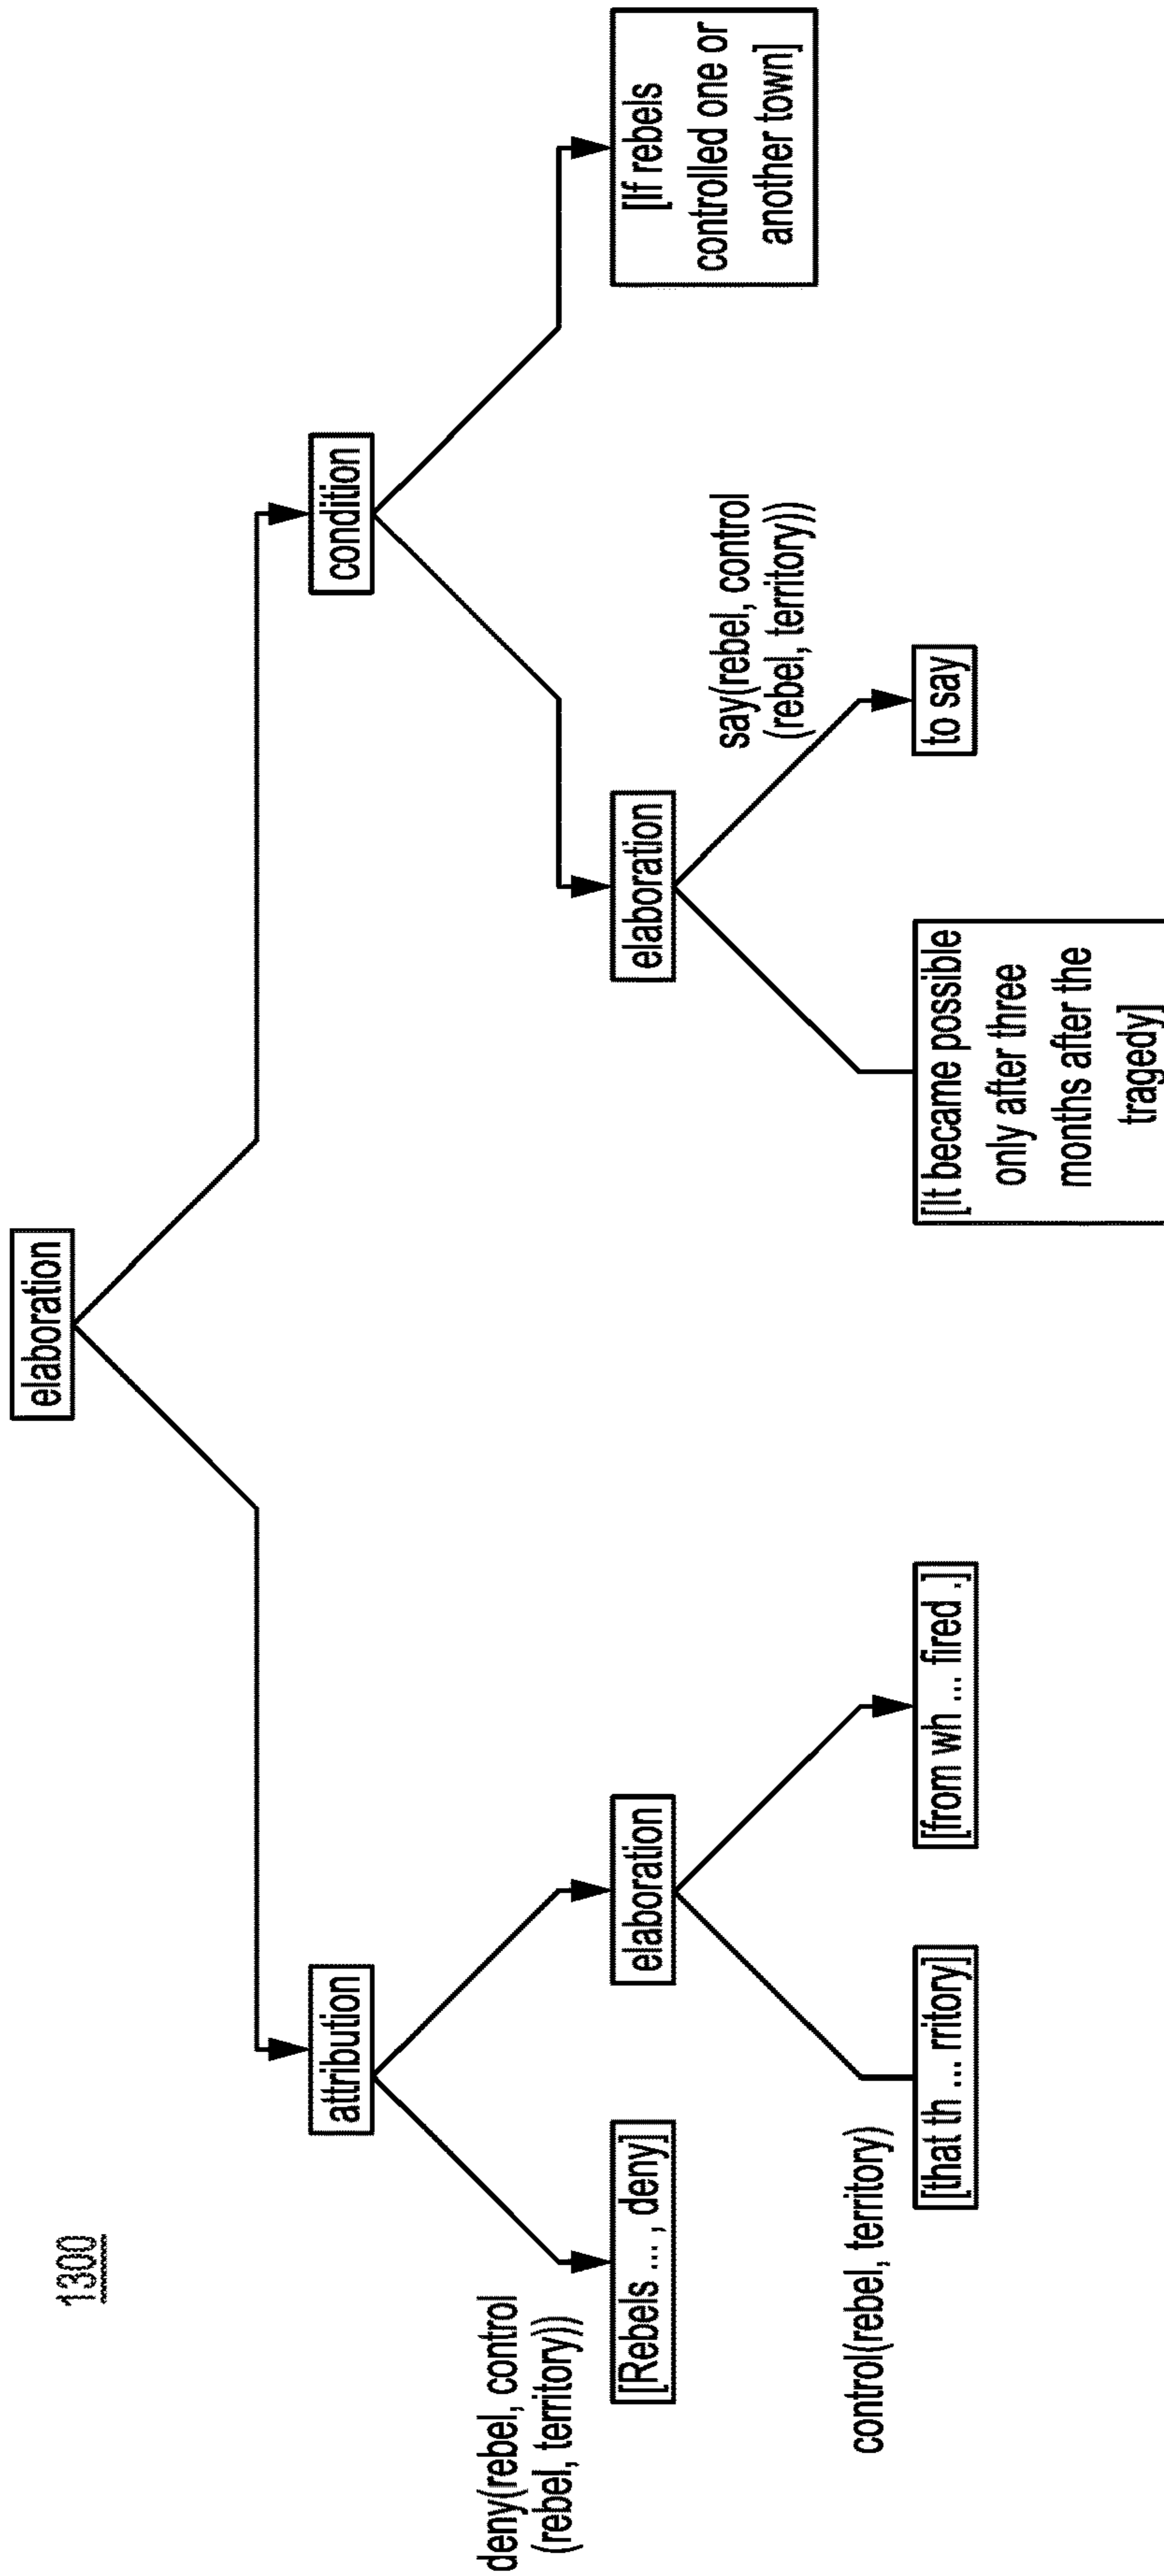 1300
elaboration
attribution
condition
deny(rebel, control
(rebel, territory))
[[Rebels ... , deny]
elaboration
elaboration
[If rebels
controlled one or
another town]
say(rebel, control
(rebel, territory))
control(rebel, territory)
[that th ... rritory]
[from wh ... fired .]
[It became possible
only after three
months after the
tragedy]
to say